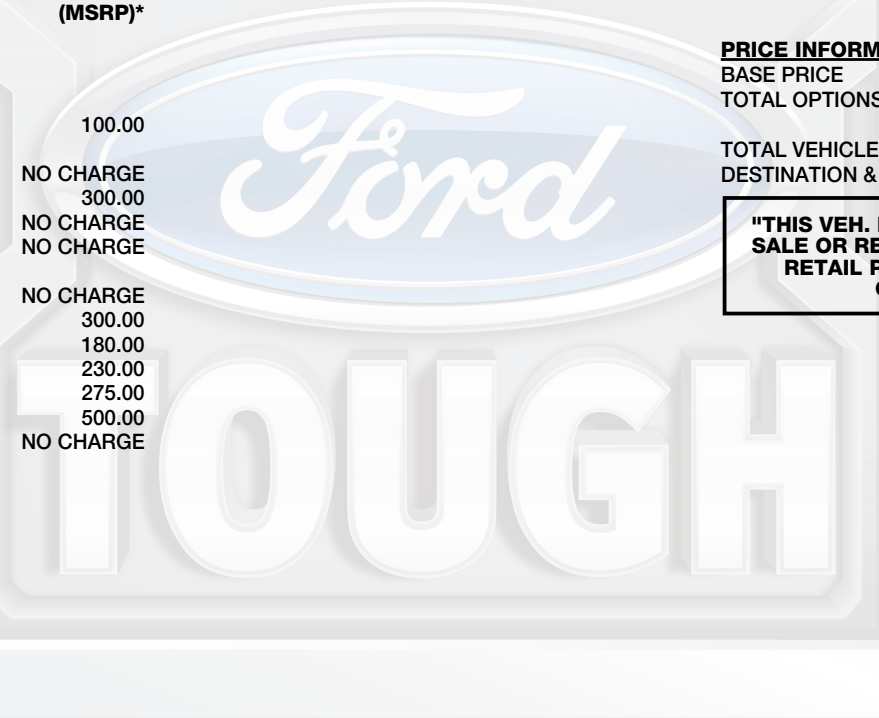 (MSRP)*
100.00
NO CHARGE
300.00
NO CHARGE
NO CHARGE
NO CHARGE
300.00
180.00
230.00
275.00
500.00
NO CHARGE
PRICE INFORM
BASE PRICE
TOTAL OPTIONS
TOTAL VEHICLE
DESTINATION &
"THIS VEH.
SALE OR RE
RETAIL P
Ford
TOUGH